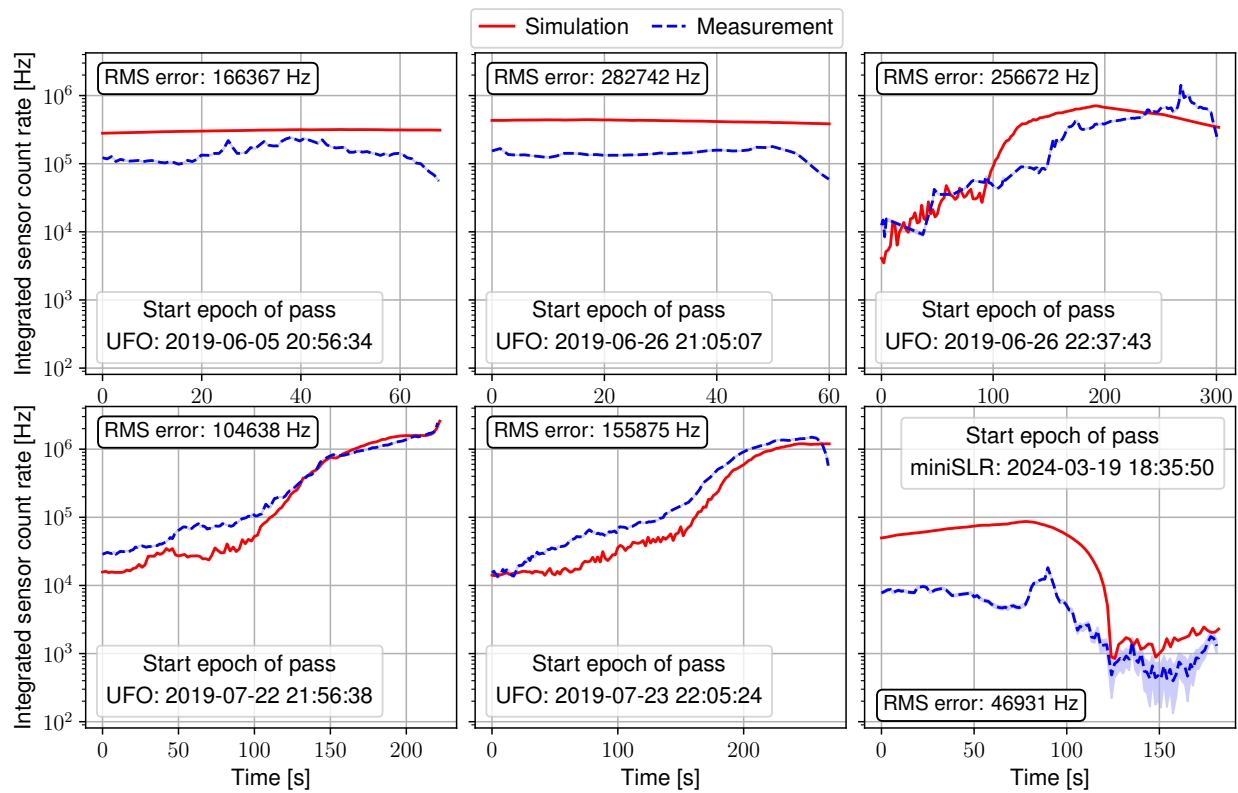 Simulation Measurement
Integrated sensor count rate [Hz]
10^6
10^5
10^4
10^3
10^2
RMS error: 166367 Hz
Start epoch of pass
UFO: 2019-06-05 20:56:34
0 20 40 60
RMS error: 282742 Hz
Start epoch of pass
UFO: 2019-06-26 21:05:07
0 20 40 60
RMS error: 256672 Hz
Start epoch of pass
UFO: 2019-06-26 22:37:43
0 100 200 300
Integrated sensor count rate [Hz]
10^6
10^5
10^4
10^3
10^2
RMS error: 104638 Hz
Start epoch of pass
UFO: 2019-07-22 21:56:38
0 50 100 150 200
Time [s]
RMS error: 155875 Hz
Start epoch of pass
UFO: 2019-07-23 22:05:24
0 100 200
Time [s]
Start epoch of pass
miniSLR: 2024-03-19 18:35:50
RMS error: 46931 Hz
0 50 100 150
Time [s]